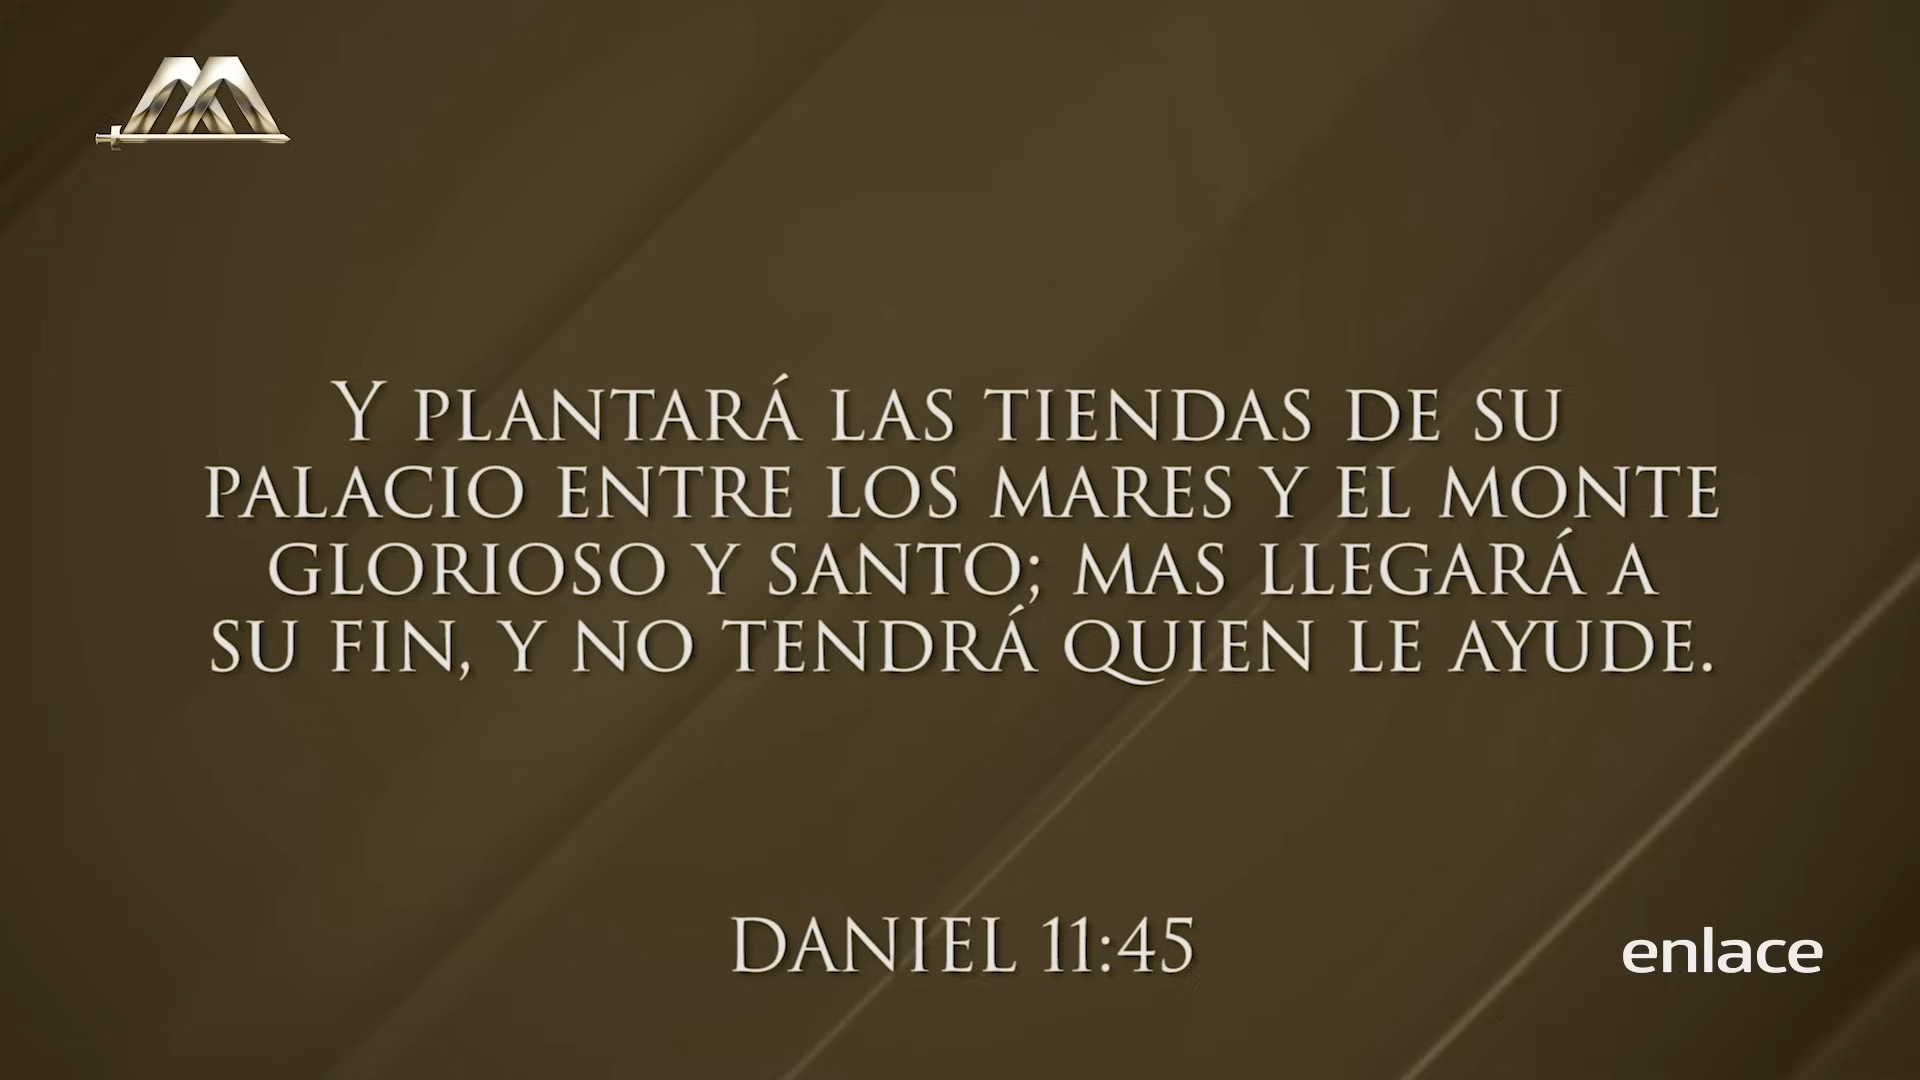 Y PLANTARÁ LAS TIENDAS DE SU
PALACIO ENTRE LOS MARES Y EL MONTE
GLORIOSO Y SANTO; MAS LLEGARÁ A
SU FIN, Y NO TENDRÁ QUIEN LE AYUDE.
DANIEL 11:45
enlace